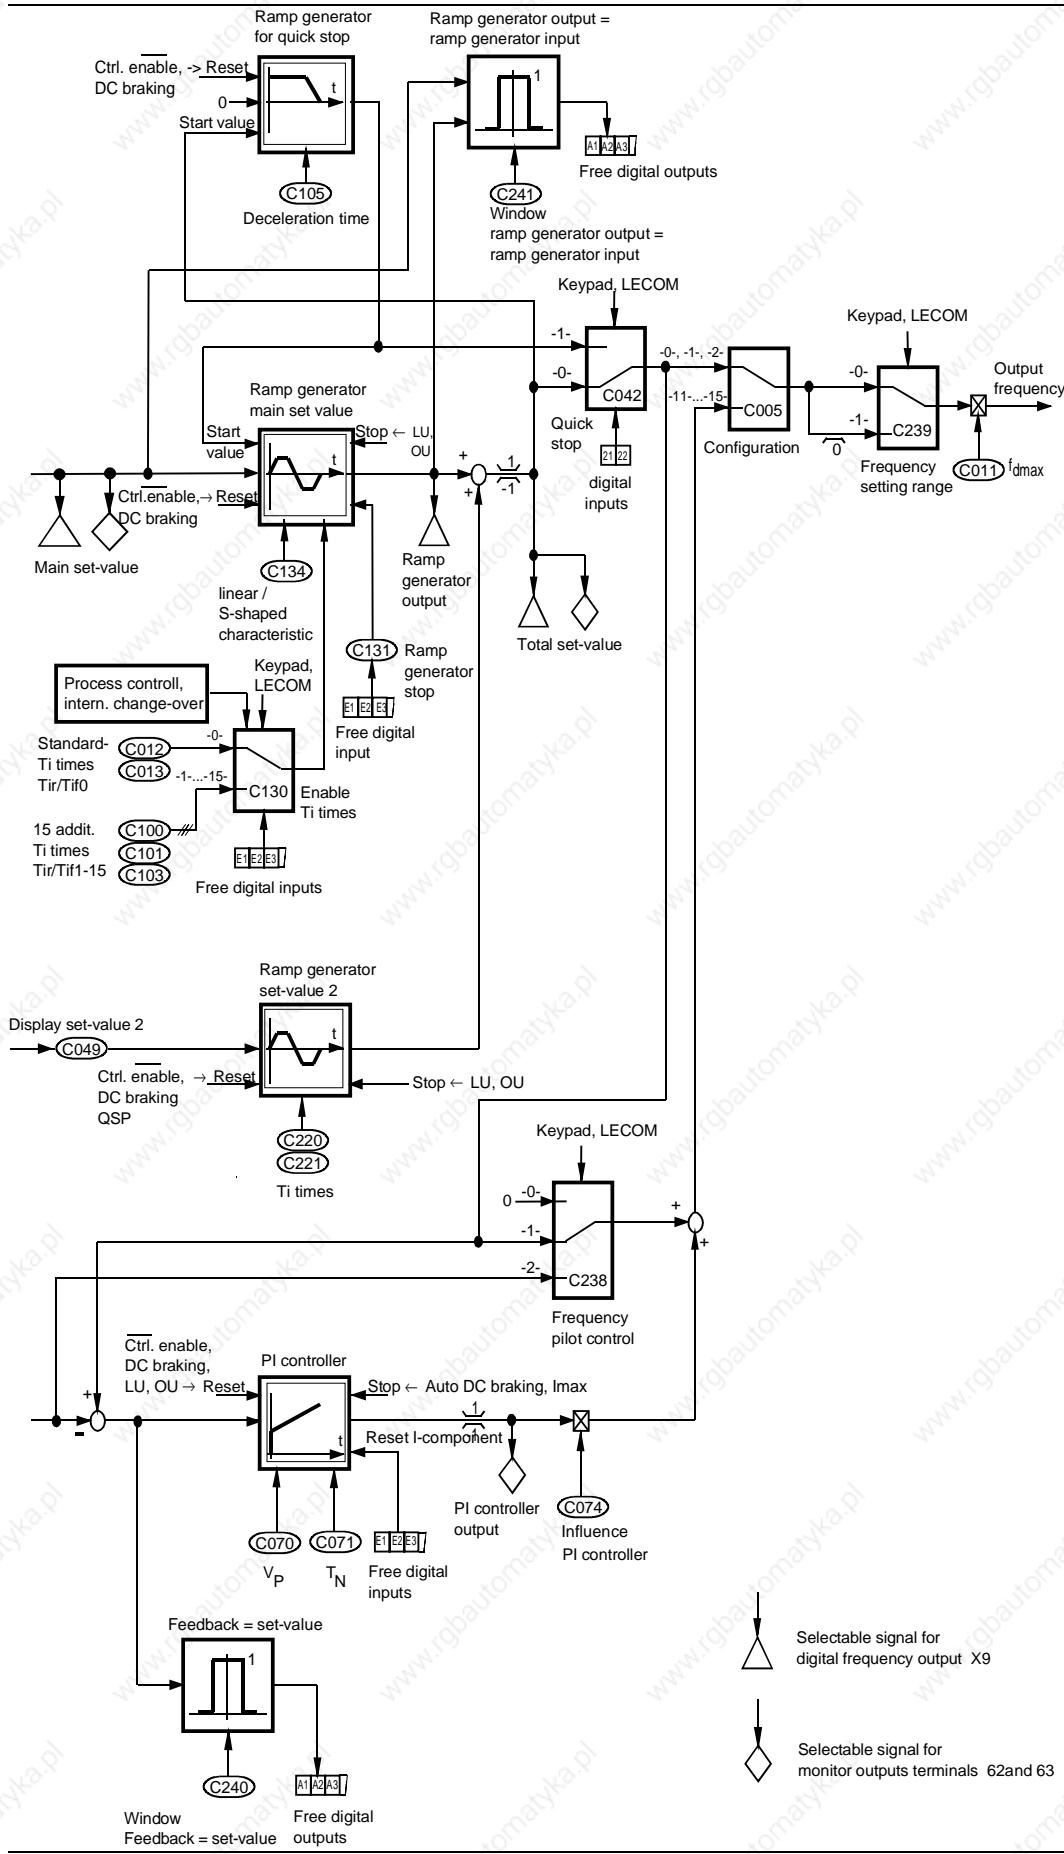 Ramp generator
for quick stop
Ramp generator output =
ramp generator input
Ctrl. enable, -> Reset
DC braking
0
Start value
t
1
A1 A2 A3
Free digital outputs
C105
Deceleration time
C241
Window
ramp generator output =
ramp generator input
Keypad, LECOM
-1-
-0-
C042
Quick
stop
21 22
digital
inputs
-0-, -1-, -2-
-11-...-15-
C005
Configuration
Keypad, LECOM
-0-
-1-
0
C239
Frequency
setting range
Output
frequency
C011 fdmax
Ramp generator
main set value
Start
value
Stop ← LU,
OU
t
Ctrl.enable,→ Reset
DC braking
Main set-value
+
+
1
-1
Ramp
generator
output
Total set-value
C134
linear /
S-shaped
characteristic
C131
Ramp
generator
stop
E1 E2 E3
Free digital
input
Process controll,
intern. change-over
Keypad,
LECOM
Standard-
Ti times
Tir/Tif0
C012
C013
-0-
-1-...-15-
C130
Enable
Ti times
15 addit.
Ti times
Tir/Tif1-15
C100
C101
C103
E1 E2 E3
Free digital inputs
Ramp generator
set-value 2
Display set-value 2
C049
t
Ctrl. enable, → Reset
DC braking
QSP
Stop ← LU, OU
C220
C221
Ti times
Keypad, LECOM
0
-0-
-1-
-2-
C238
Frequency
pilot control
+
+
Ctrl. enable,
DC braking,
LU, OU → Reset
PI controller
Stop ← Auto DC braking, Imax
+
-
t
Reset I-component
1
-1
C070
VP
C071
TN
E1 E2 E3
Free digital
inputs
PI controller
output
C074
Influence
PI controller
Feedback = set-value
1
C240
Window
Feedback = set-value
A1 A2 A3
Free digital
outputs
Selectable signal for
digital frequency output X9
Selectable signal for
monitor outputs terminals 62and 63
www.rgbautomatyka.pl